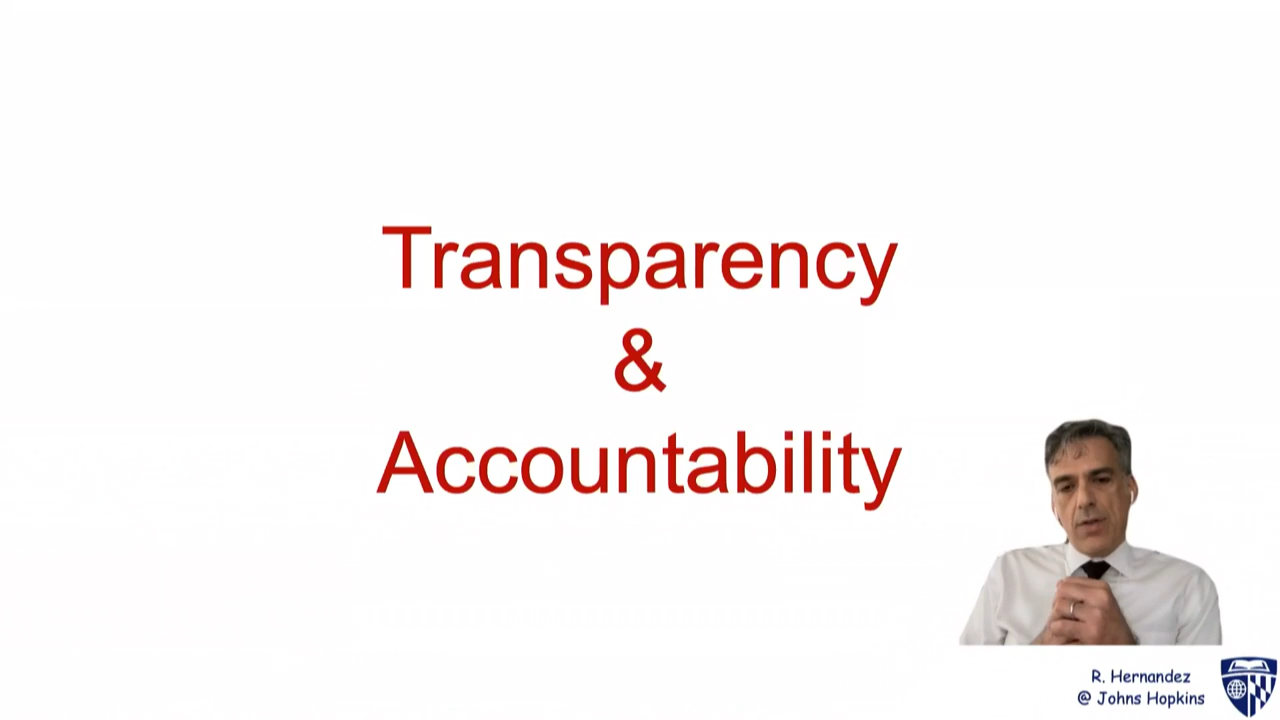 Transparency
&
Accountability
R. Hernandez
@ Johns Hopkins